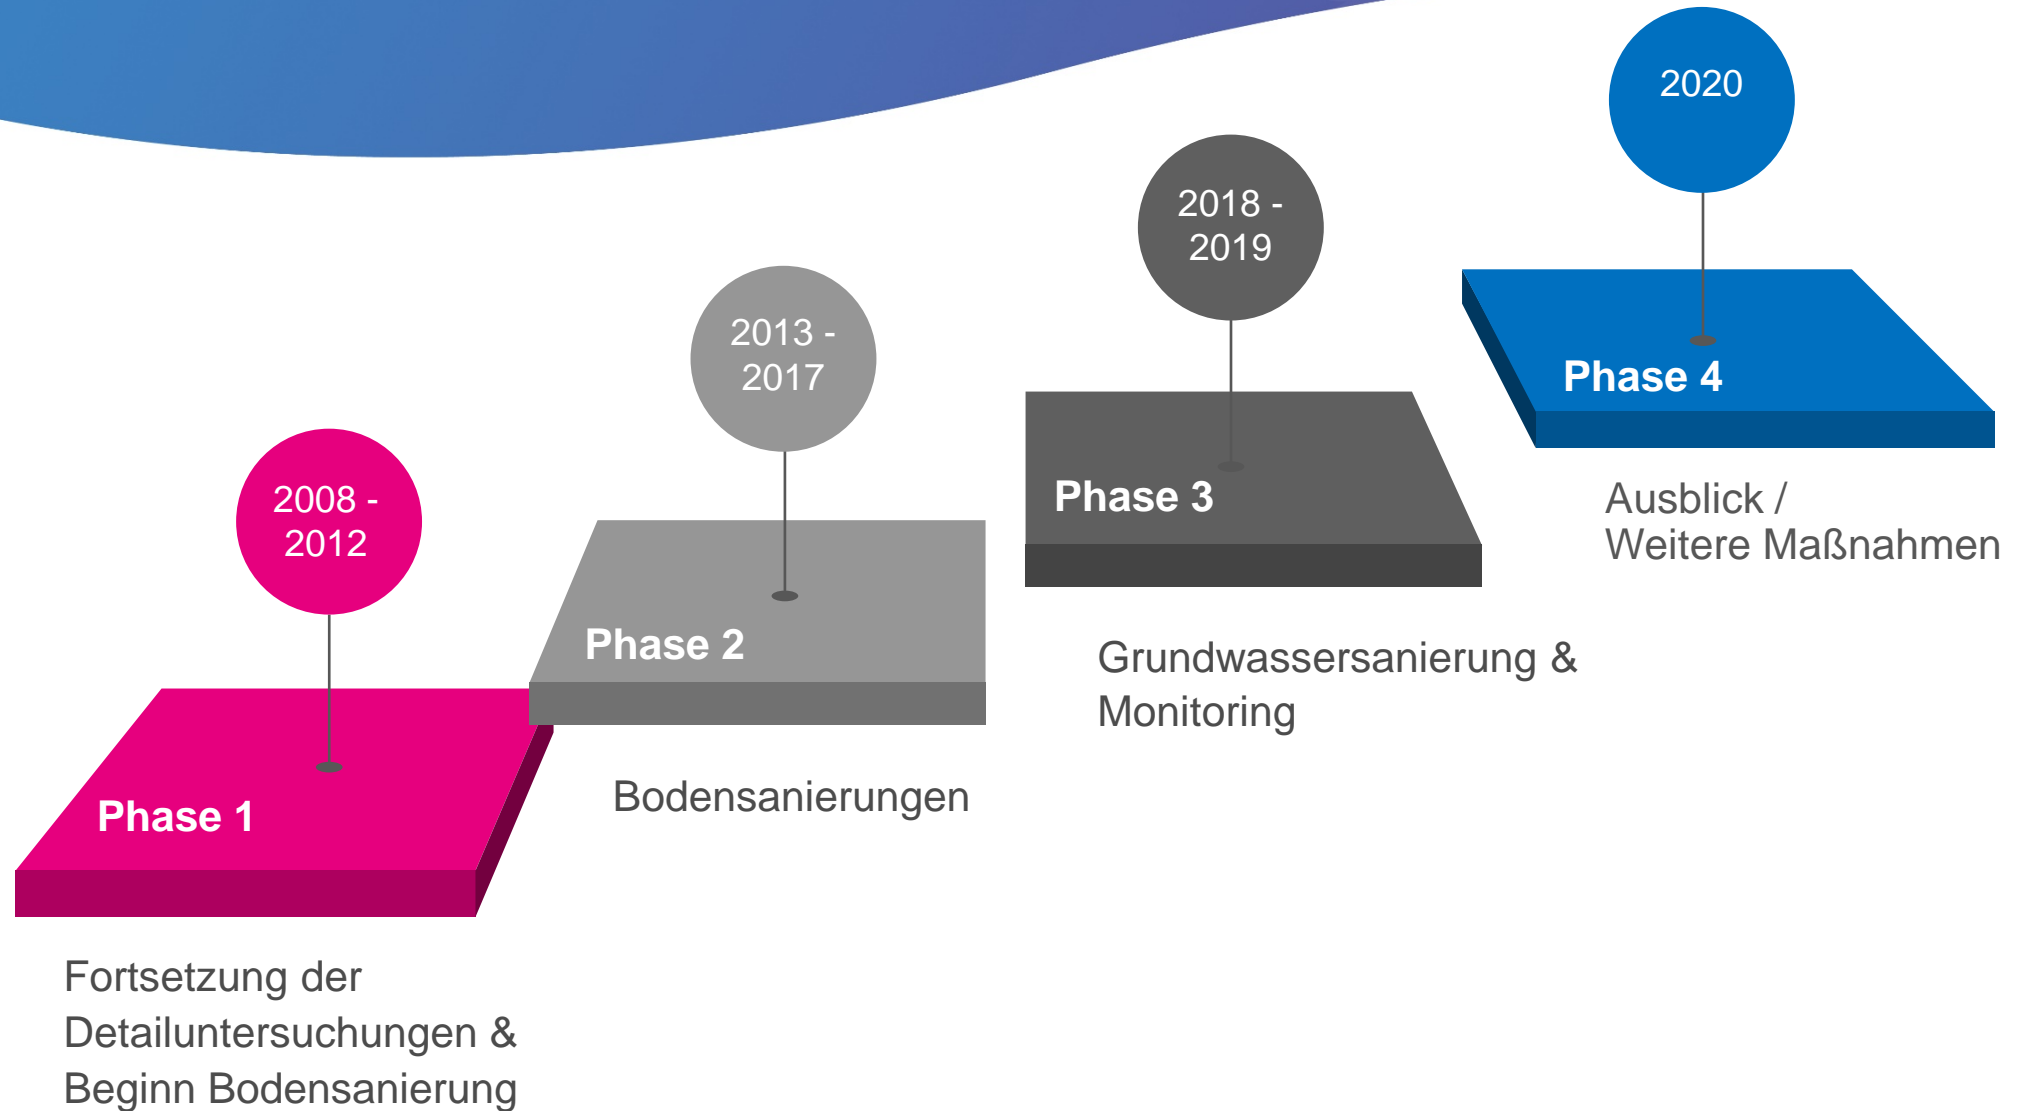 2008 -
2012
Phase 1
Fortsetzung der
Detailuntersuchungen &
Beginn Bodensanierung
2013 -
2017
Phase 2
Bodensanierungen
2018 -
2019
Phase 3
Grundwassersanierung &
Monitoring
2020
Phase 4
Ausblick /
Weitere Maßnahmen